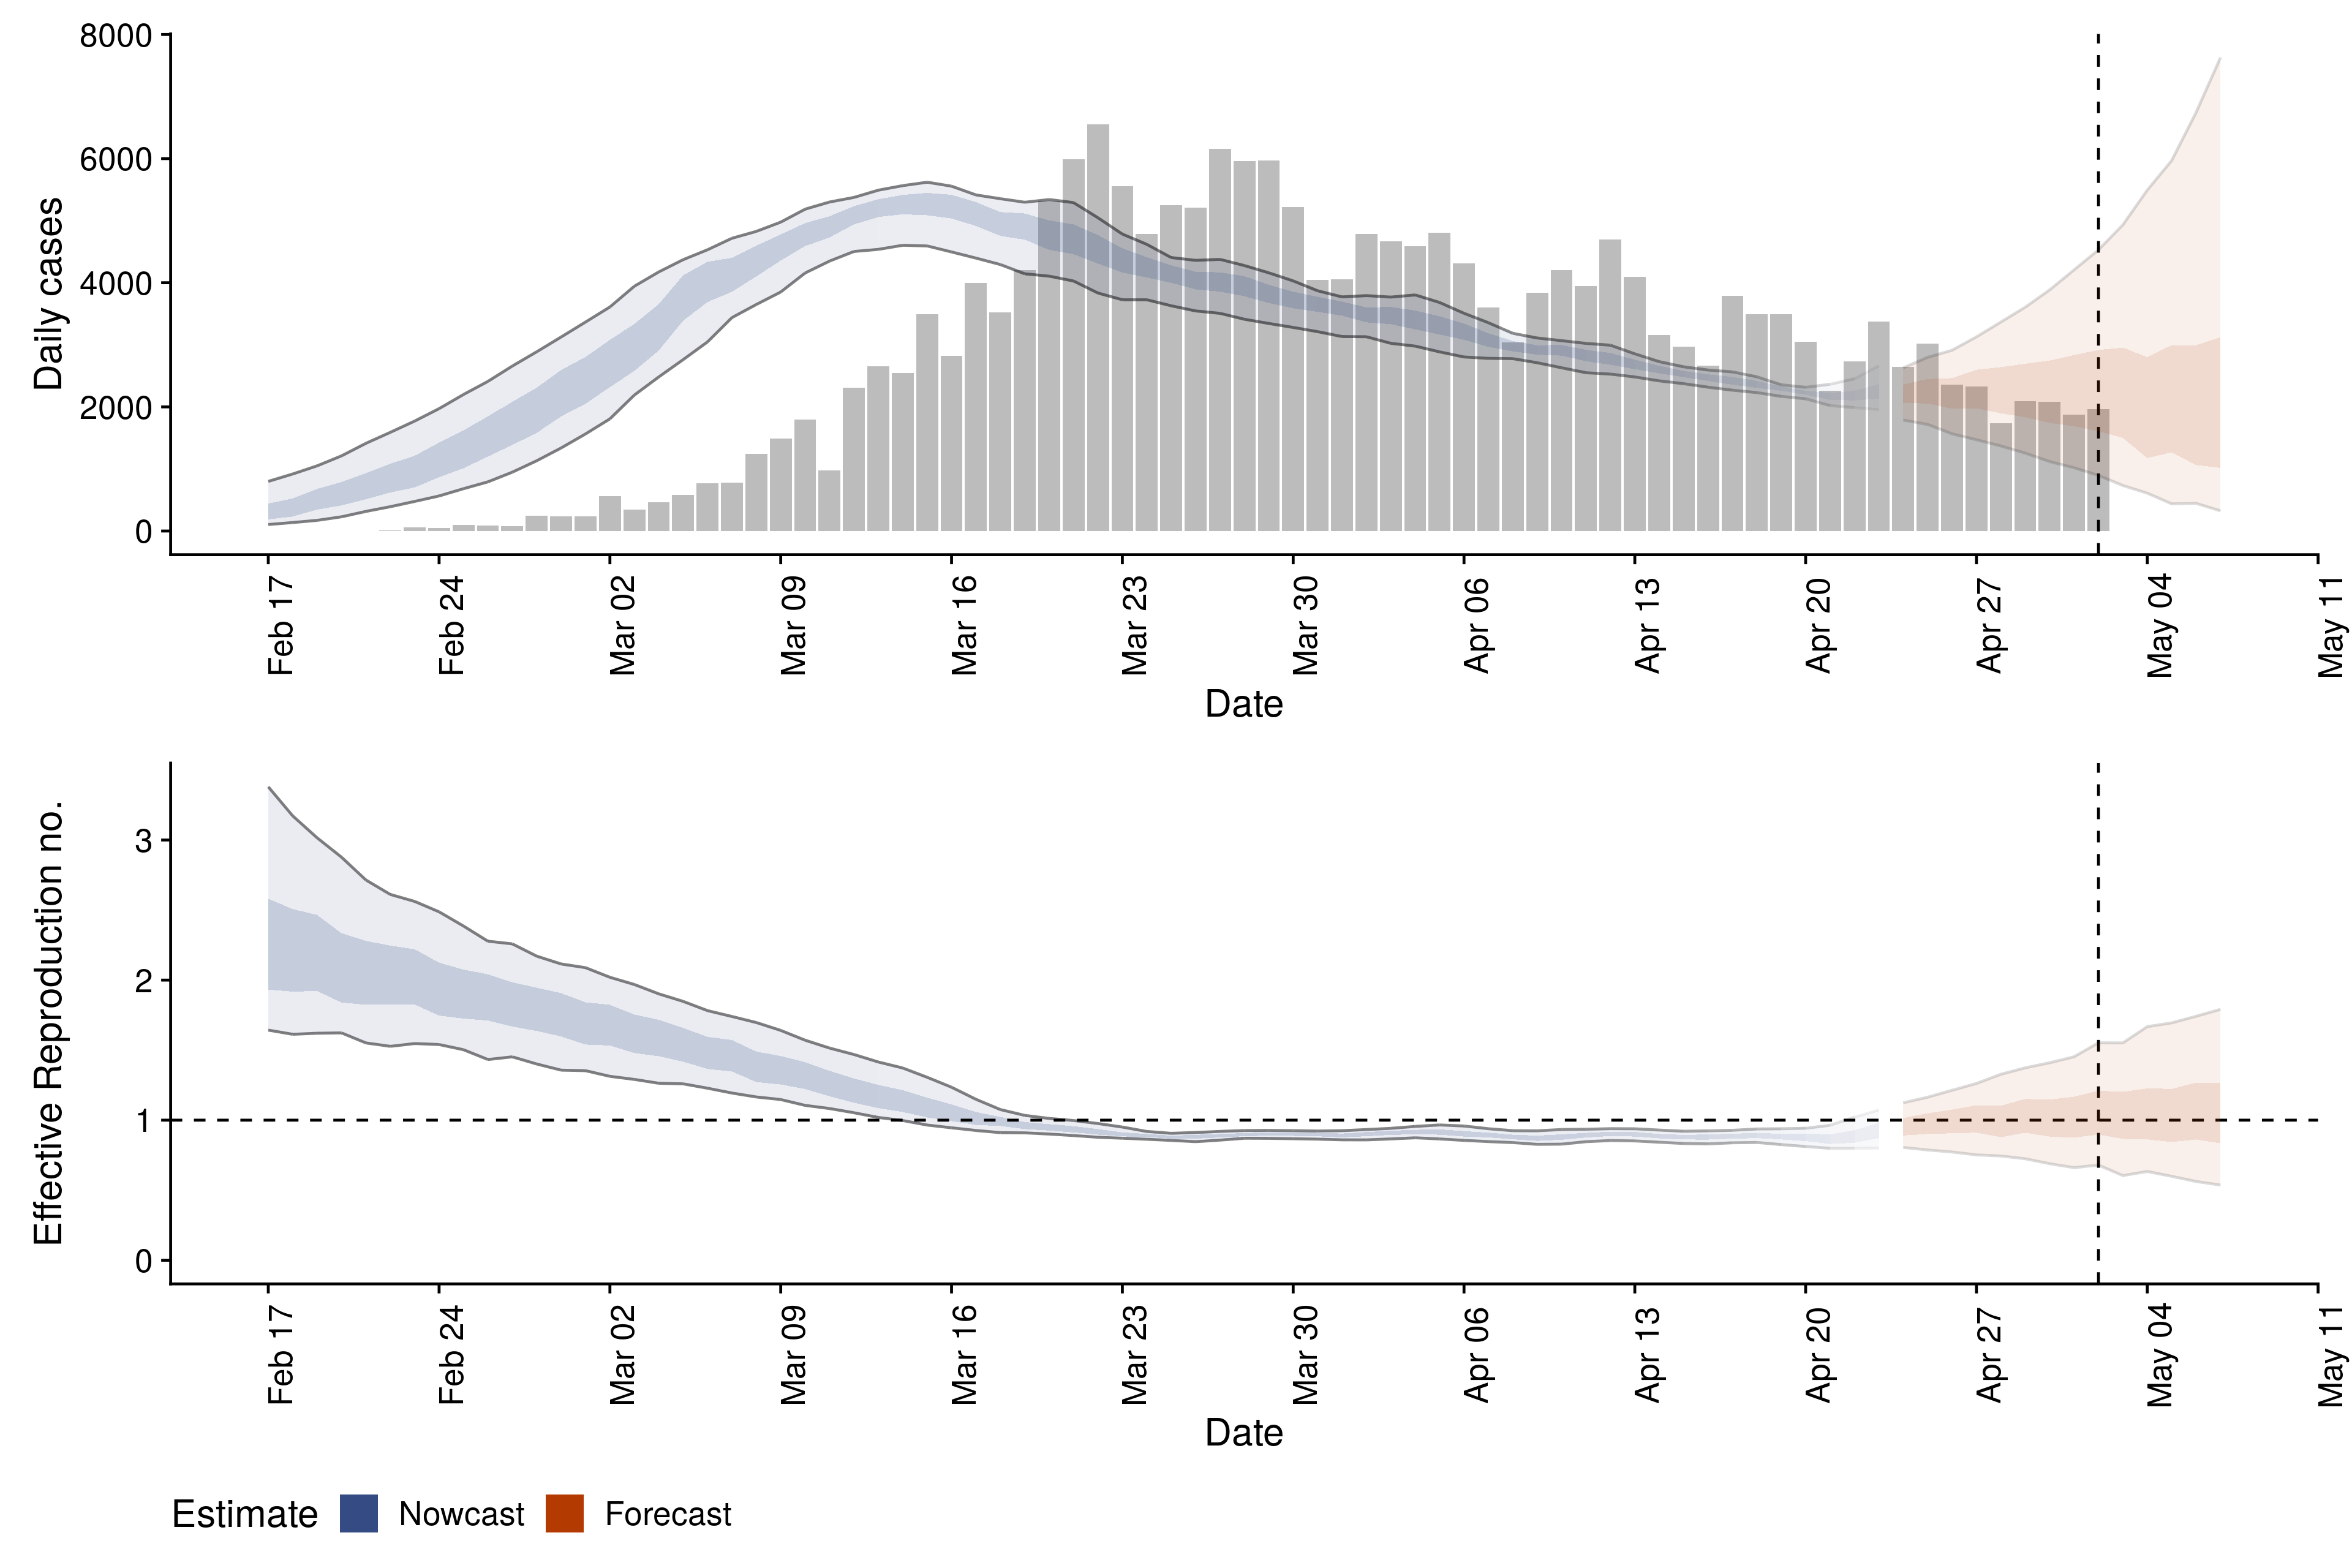 Daily cases
8000
6000
4000
2000
0
Feb 17
Feb 24
Mar 02
Mar 09
Mar 16
Mar 23
Mar 30
Apr 06
Apr 13
Apr 20
Apr 27
May 04
May 11
Date
Effective Reproduction no.
3
2
1
0
Feb 17
Feb 24
Mar 02
Mar 09
Mar 16
Mar 23
Mar 30
Apr 06
Apr 13
Apr 20
Apr 27
May 04
May 11
Date
Estimate Nowcast Forecast